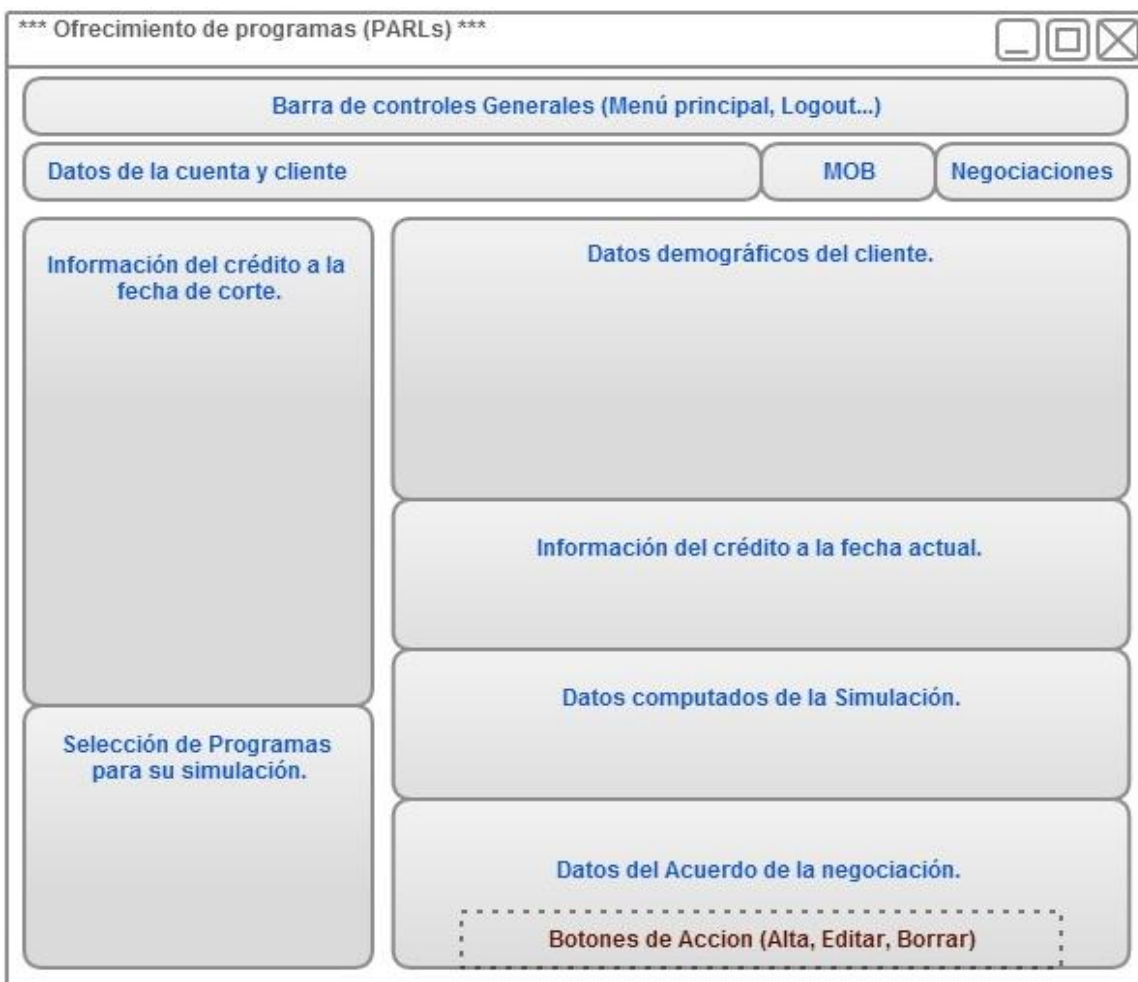 *** Ofrecimiento de programas (PARLs) ***
Barra de controles Generales (Menú principal, Logout...)
Datos de la cuenta y cliente
MOB
Negociaciones
Información del crédito a la
fecha de corte.
Datos demográficos del cliente.
Información del crédito a la fecha actual.
Datos computados de la Simulación.
Selección de Programas
para su simulación.
Datos del Acuerdo de la negociación.
Botones de Accion (Alta, Editar, Borrar)